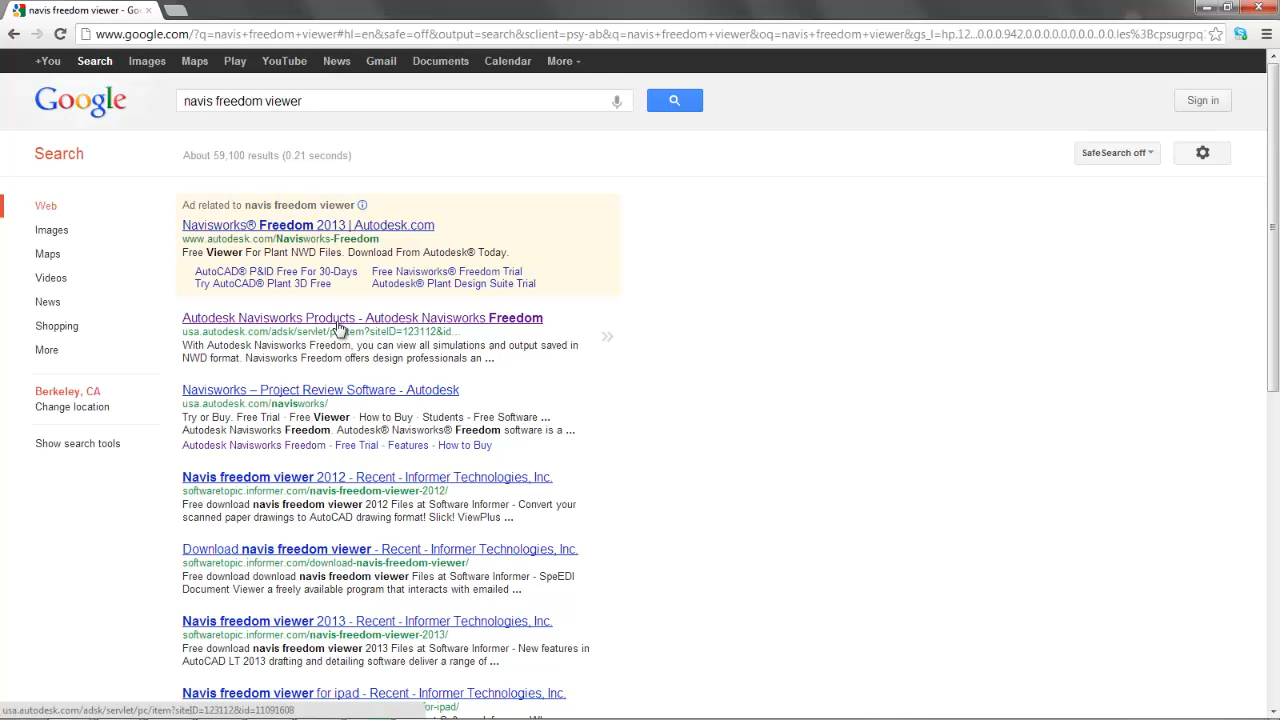 navis freedom viewer - Goo
www.google.com/?q=navis+freedom+viewer#hl=en&safe=off&output=search&sclient=psy-ab&q=navis+freedom+viewer&oq=navis+freedom+viewer&gs_l=hp.12...0.0.942.0.0.0.0.0.0.0.0..0.0.les%3Bcpsugrpq
+You Search Images Maps Play YouTube News Gmail Documents Calendar More
Google
navis freedom viewer
Sign in
Search
About 59,100 results (0.21 seconds)
SafeSearch off
Web
Images
Maps
Videos
News
Shopping
More
Berkeley, CA
Change location
Show search tools
Ad related to navis freedom viewer
Navisworks® Freedom 2013 | Autodesk.com
www.autodesk.com/Navisworks-Freedom
Free Viewer For Plant NWD Files. Download From Autodesk® Today.
AutoCAD® P&ID Free For 30-Days Free Navisworks® Freedom Trial
Try AutoCAD® Plant 3D Free Autodesk® Plant Design Suite Trial
Autodesk Navisworks Products - Autodesk Navisworks Freedom
usa.autodesk.com/adsk/servlet/pc/item?siteID=123112&id...
With Autodesk Navisworks Freedom, you can view all simulations and output saved in
NWD format. Navisworks Freedom offers design professionals an ...
Navisworks – Project Review Software - Autodesk
usa.autodesk.com/navisworks/
Try or Buy. Free Trial · Free Viewer · How to Buy · Students - Free Software ...
Autodesk Navisworks Freedom. Autodesk® Navisworks® Freedom software is a ...
Autodesk Navisworks Freedom - Free Trial - Features - How to Buy
Navis freedom viewer 2012 - Recent - Informer Technologies, Inc.
softwaretopic.informer.com/navis-freedom-viewer-2012/
Free download navis freedom viewer 2012 Files at Software Informer - Convert your
scanned paper drawings to AutoCAD drawing format! Slick! ViewPlus ...
Download navis freedom viewer - Recent - Informer Technologies, Inc.
softwaretopic.informer.com/download-navis-freedom-viewer/
Free download download navis freedom viewer Files at Software Informer - SpeEDI
Document Viewer a freely available program that interacts with emailed ...
Navis freedom viewer 2013 - Recent - Informer Technologies, Inc.
softwaretopic.informer.com/navis-freedom-viewer-2013/
Free download navis freedom viewer 2013 Files at Software Informer - New features in
AutoCAD LT 2013 drafting and detailing software deliver a range of ...
Navis freedom viewer for ipad - Recent - Informer Technologies, Inc.
for-ipad/
usa.autodesk.com/adsk/servlet/pc/item?siteID=123112&id=11091608